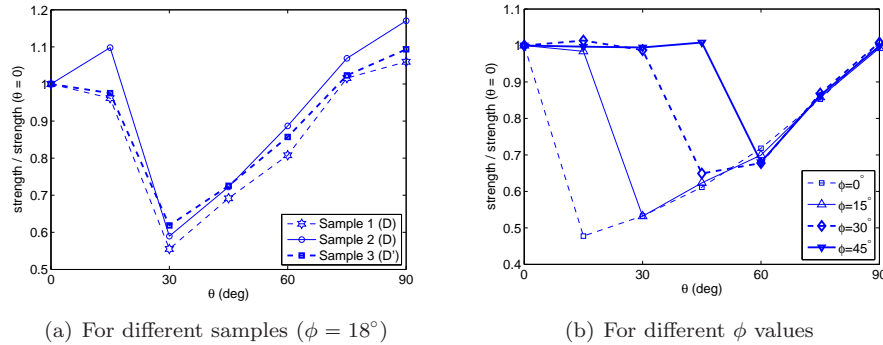 1.2
1.1
1
0.9
0.8
0.7
0.6
0.5
0 30 60 90
strength / strength (θ = 0)
θ (deg)
Sample 1 (D)
Sample 2 (D)
Sample 3 (D')
(a) For different samples (ϕ = 18°)
1.1
1
0.9
0.8
0.7
0.6
0.5
0.4
0 30 60 90
strength / strength (θ = 0)
θ (deg)
ϕ=0°
ϕ=15°
ϕ=30°
ϕ=45°
(b) For different ϕ values